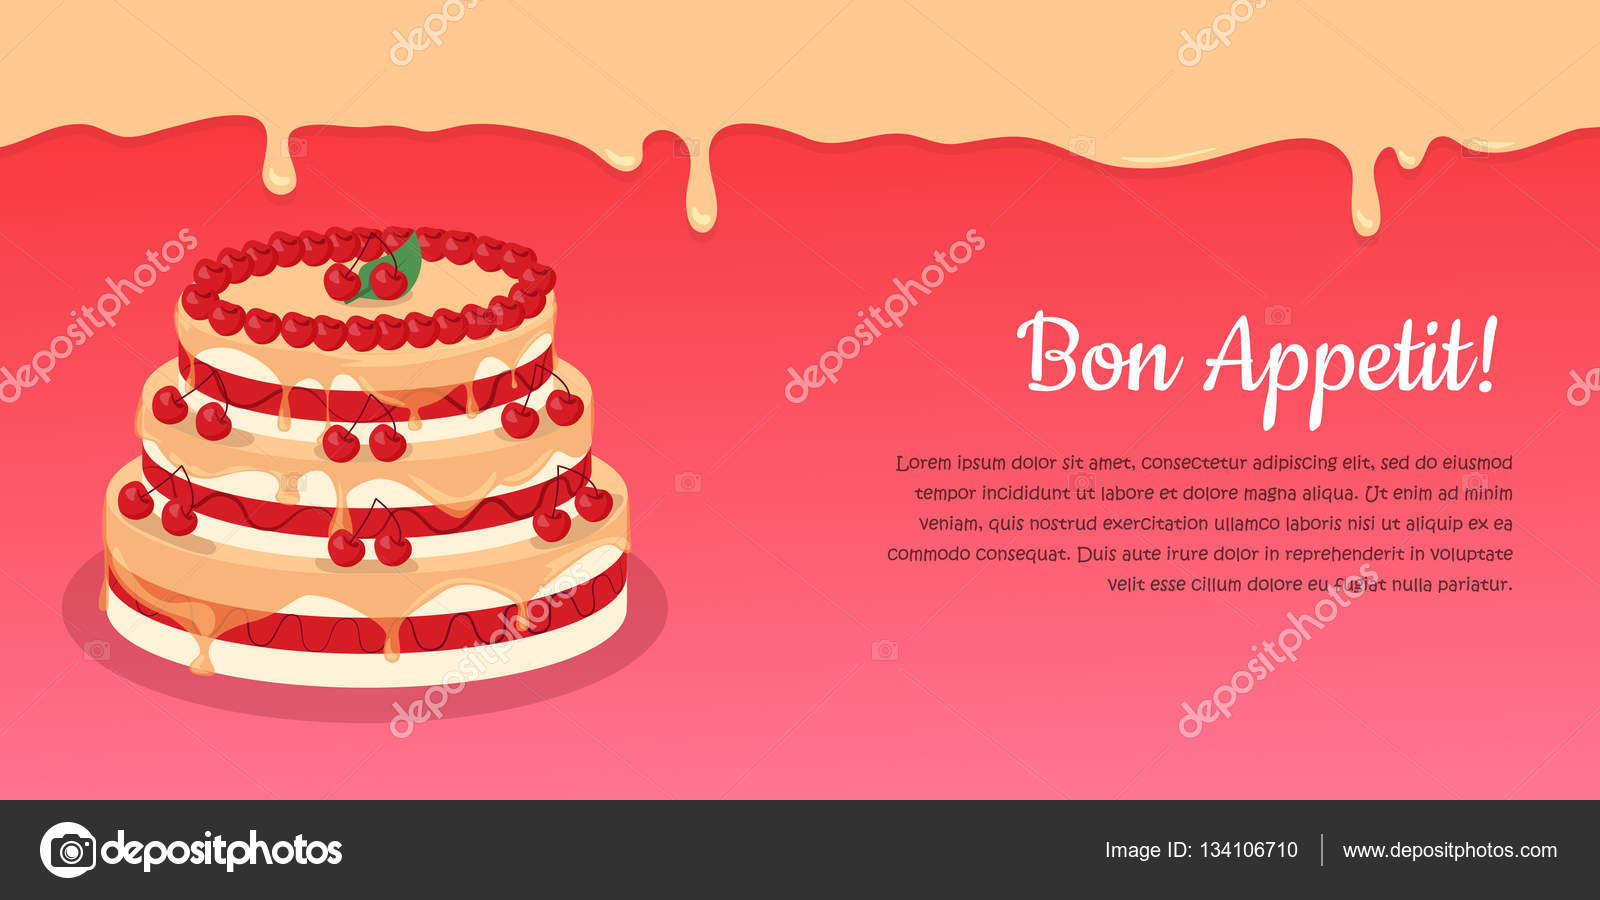 Bon Appetit!
Lorem ipsum dolor sit amet, consectetur adipiscing elit, sed do eiusmod
tempor incididunt ut labore et dolore magna aliqua. Ut enim ad minim
veniam, quis nostrud exercitation ullamco laboris nisi ut aliquip ex ea
commodo consequat. Duis aute irure dolor in reprehenderit in voluptate
velit esse cillum dolore eu fugiat nulla pariatur.
depositphotos
Image ID: 134106710
www.depositphotos.com